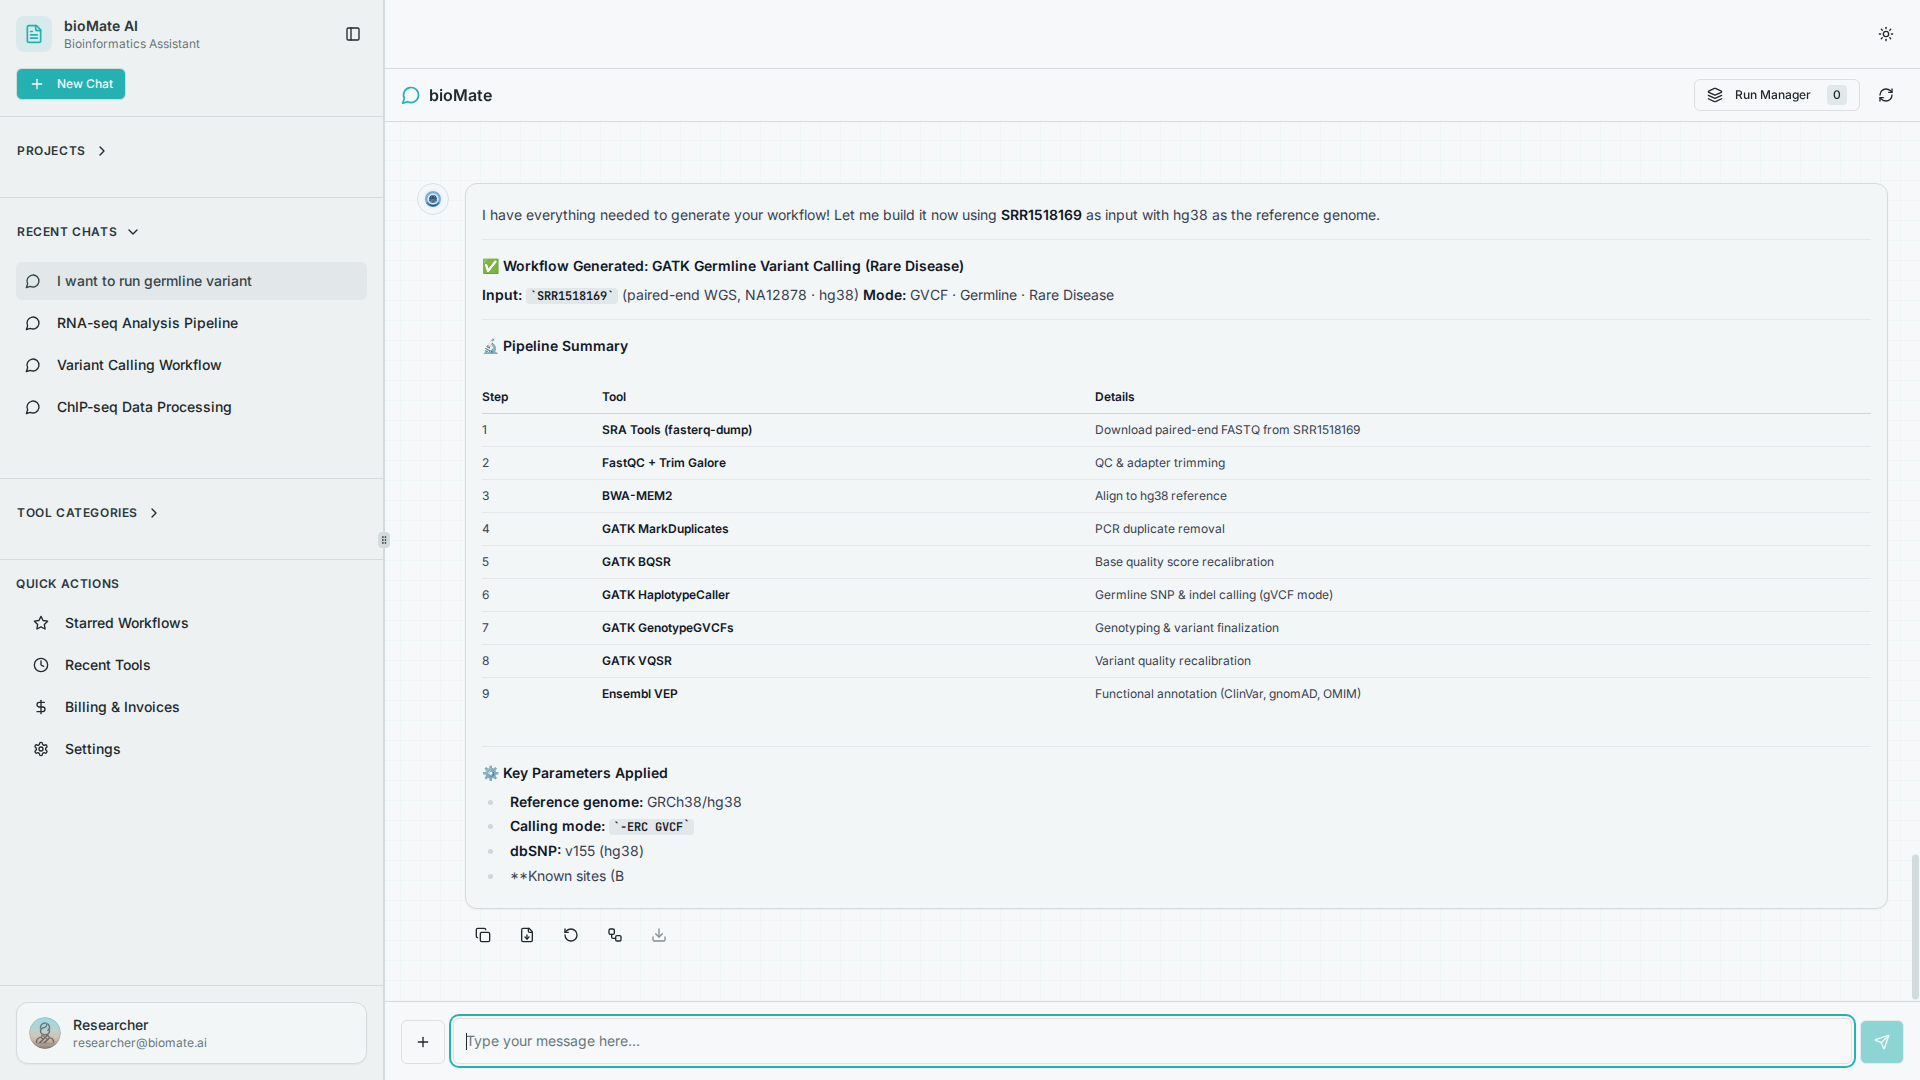 bioMate AI
Bioinformatics Assistant
New Chat
PROJECTS
RECENT CHATS
I want to run germline variant
RNA-seq Analysis Pipeline
Variant Calling Workflow
ChIP-seq Data Processing
TOOL CATEGORIES
QUICK ACTIONS
Starred Workflows
Recent Tools
Billing & Invoices
Settings
Researcher
researcher@biomate.ai
bioMate
Run Manager 0
I have everything needed to generate your workflow! Let me build it now using SRR1518169 as input with hg38 as the reference genome.
✅ Workflow Generated: GATK Germline Variant Calling (Rare Disease)
Input: `SRR1518169` (paired-end WGS, NA12878 · hg38) Mode: GVCF · Germline · Rare Disease
🔬 Pipeline Summary
Step Tool Details
1 SRA Tools (fasterq-dump) Download paired-end FASTQ from SRR1518169
2 FastQC + Trim Galore QC & adapter trimming
3 BWA-MEM2 Align to hg38 reference
4 GATK MarkDuplicates PCR duplicate removal
5 GATK BQSR Base quality score recalibration
6 GATK HaplotypeCaller Germline SNP & indel calling (gVCF mode)
7 GATK GenotypeGVCFs Genotyping & variant finalization
8 GATK VQSR Variant quality recalibration
9 Ensembl VEP Functional annotation (ClinVar, gnomAD, OMIM)
⚙️ Key Parameters Applied
Reference genome: GRCh38/hg38
Calling mode: `-ERC GVCF`
dbSNP: v155 (hg38)
**Known sites (B
Type your message here...